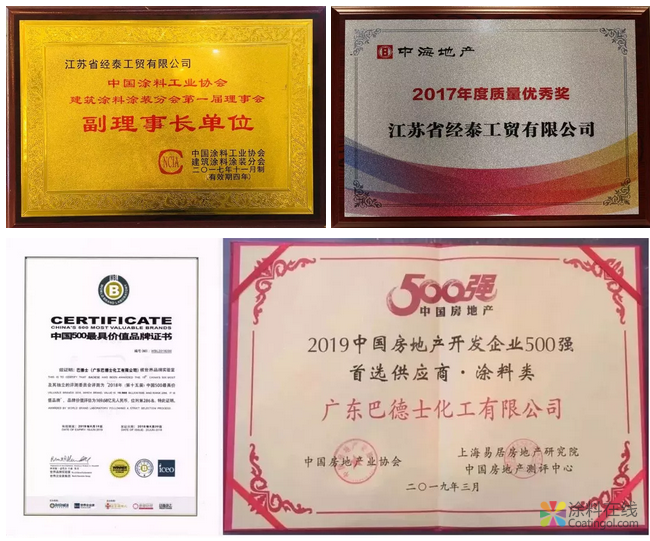 江苏省经泰工贸有限公司
中国涂料工业协会
建筑涂料涂装分会第一届理事会
副理事长单位
CNCIA
中国涂料工业协会
建筑涂料涂装分会
二〇一七年十一月制
(有效期四年)
中海地产
2017年度质量优秀奖
江苏省经泰工贸有限公司
B
CERTIFICATE
CHINA'S 500 MOST VALUABLE BRANDS
中国500最具价值品牌证书
iceo
500强
中国房地产
2019中国房地产开发企业500强
首选供应商·涂料类
广东巴德士化工有限公司
中国房地产业协会
上海易居房地产研究院
中国房地产测评中心
二〇一九年三月
涂料在线
Coatingol.com